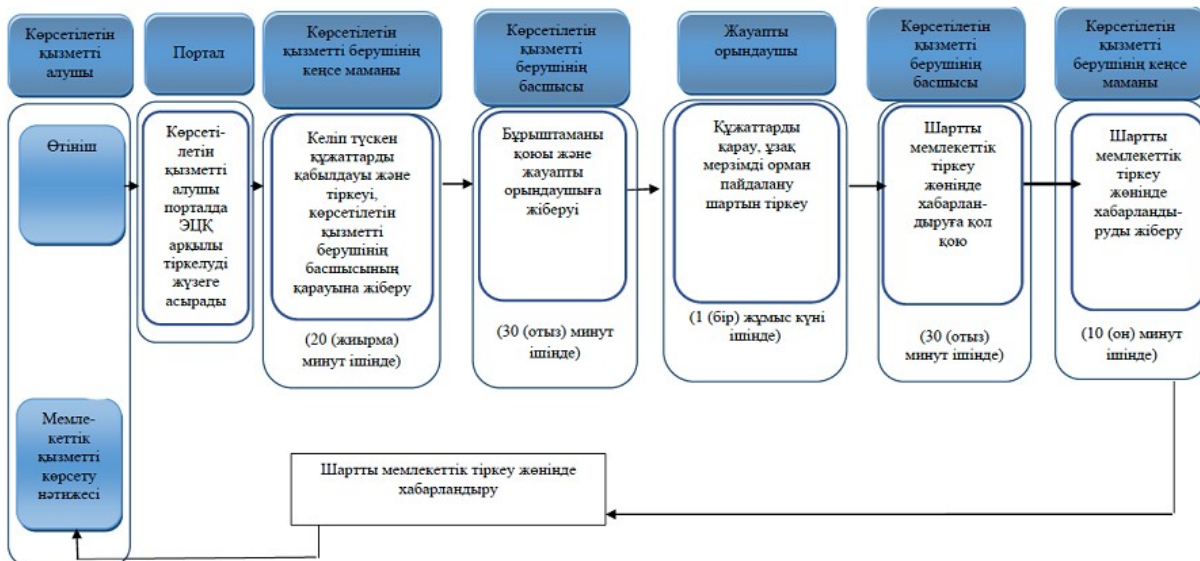 Көрсетілетін
қызметті
алушы
Портал
Көрсетілетін
қызметті берушінің
кеңсе маманы
Көрсетілетін
қызметті
берушінің
басшысы
Жауапты
орындаушы
Көрсетілетін
қызметті
берушінің
басшысы
Көрсетілетін
қызметті
берушінің кеңсе
маманы
Өтініш
Көрсеті-
летін
қызметті
алушы
порталда
ЭЦҚ
арқылы
тіркелуді
жүзеге
асырады
Келіп түскен
құжаттарды
қабылдауы және
тіркеуі,
көрсетілетін
қызметті
берушінің
басшысының
қарауына жіберу
(20 (жиырма)
минут ішінде)
Бұрыштаманы
қоюы және
жауапты
орындаушыға
жіберуі
(30 (отыз) минут
ішінде)
Құжаттарды
қарау, ұзақ
мерзімді орман
пайдалану
шартын тіркеу
(1 (бір) жұмыс күні
ішінде)
Шартты
мемлекеттік
тіркеу
жөнінде
хабарлан-
дыруға қол
қою
(30 (отыз)
минут ішінде)
Шартты
мемлекеттік
тіркеу
жөнінде
хабарланды-
руды жіберу
(10 (он) минут
ішінде)
Мемле-
кеттік
қызметті
көрсету
нәтижесі
Шартты мемлекеттік тіркеу жөнінде
хабарландыру